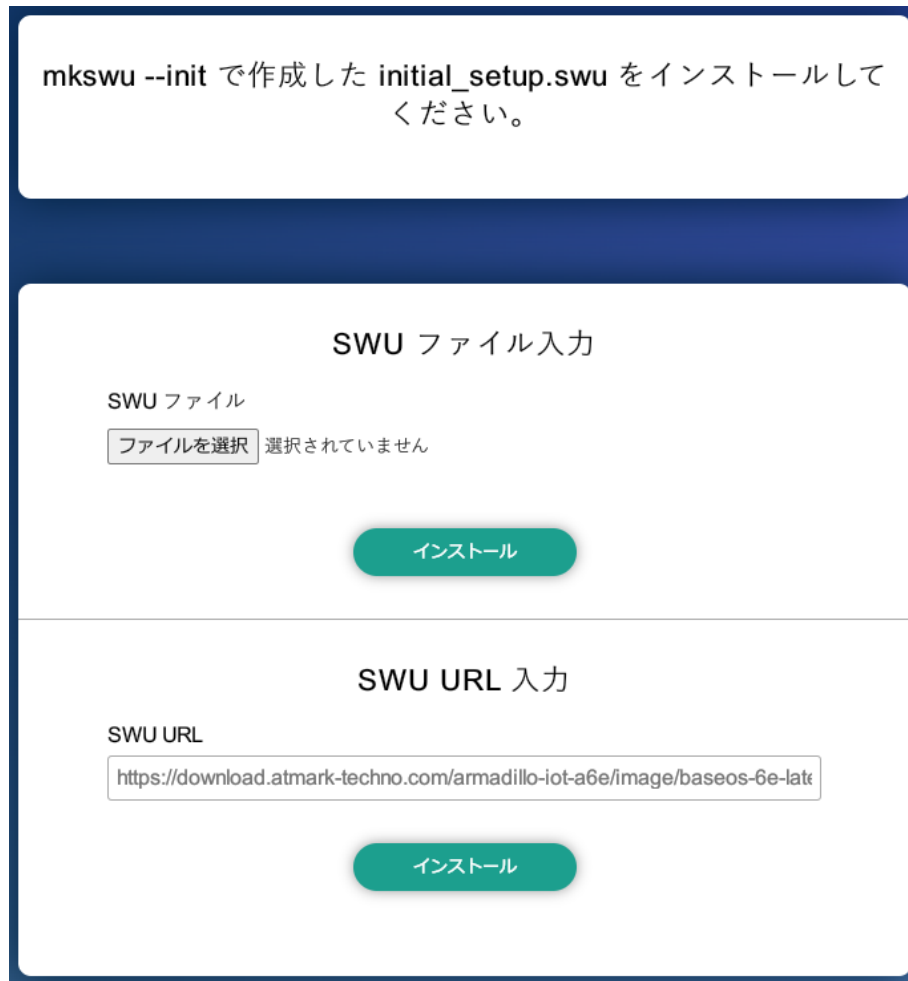 mkswu --init で作成した initial_setup.swu をインストールして
ください。
SWU ファイル入力
SWU ファイル
ファイルを選択 選択されていません
インストール
SWU URL 入力
SWU URL
https://download.atmark-techno.com/armadillo-iot-a6e/image/baseos-6e-late
インストール